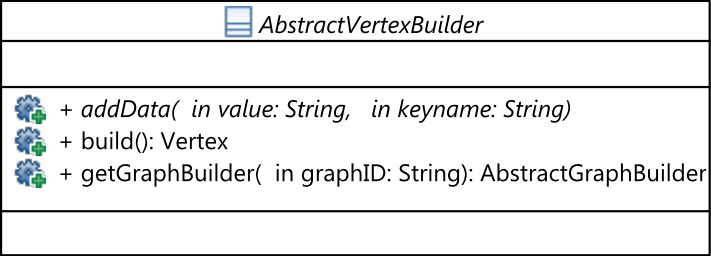 AbstractVertexBuilder
+ addData( in value: String, in keyname: String)
+ build(): Vertex
+ getGraphBuilder( in graphID: String): AbstractGraphBuilder